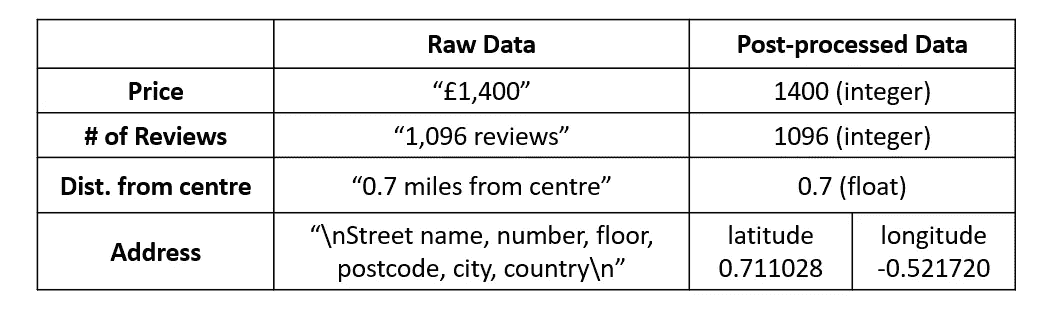 Raw Data Post-processed Data
Price “£1,400” 1400 (integer)
# of Reviews “1,096 reviews” 1096 (integer)
Dist. from centre “0.7 miles from centre” 0.7 (float)
Address “\nStreet name, number, floor, postcode, city, country\n” latitude 0.711028 longitude -0.521720